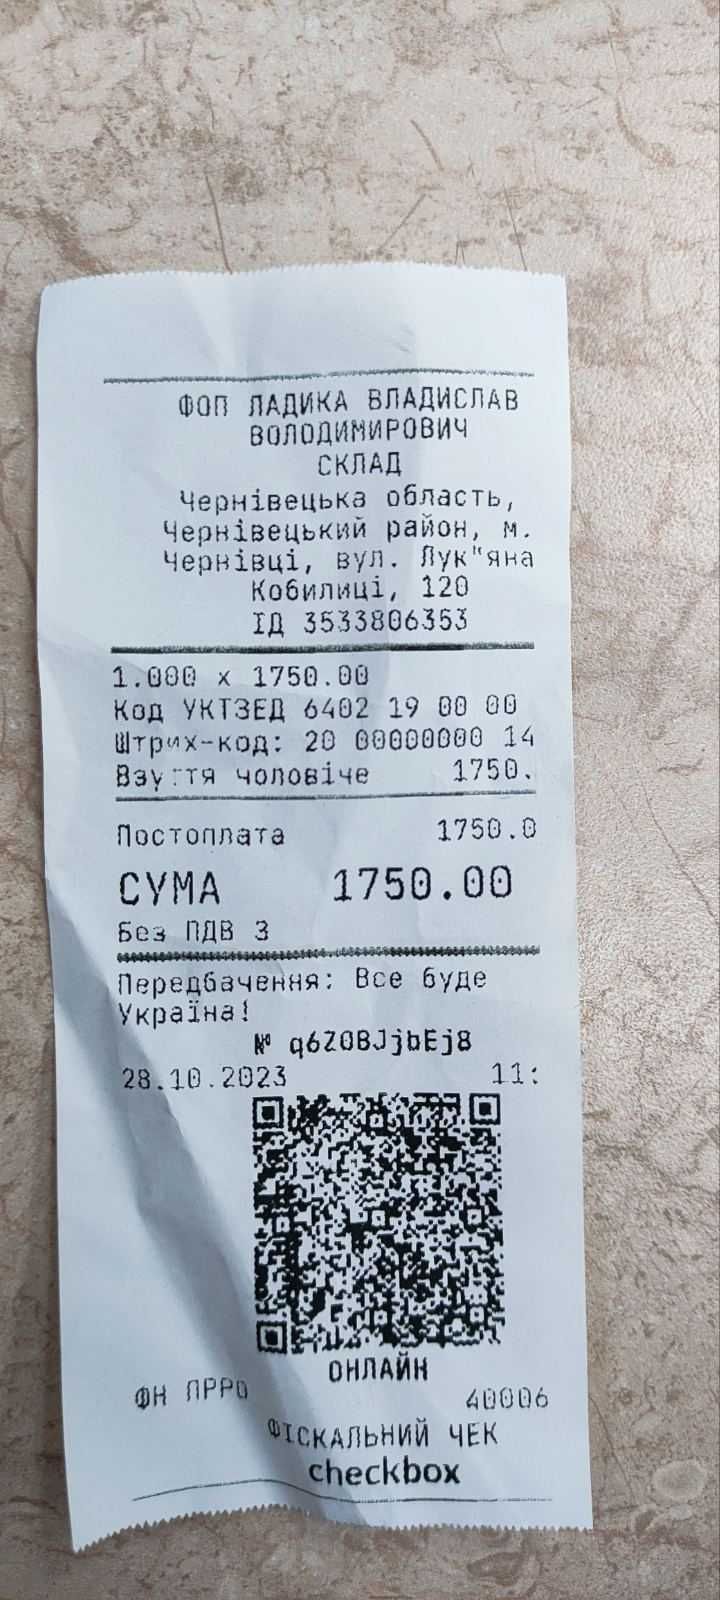 ФОП ЛАДИКА ВЛАДИСЛАВ
ВОЛОДИМИРОВИЧ
СКЛАД
Чернівецька область,
Чернівецький район, м.
Чернівці, вул. Лук"яна
Кобилиці, 120
ІД 3533806353
1.000 x 1750.00
Код УКТЗЕД 6402 19 00 00
Штрих-код: 20 00000000 14
Взуття чоловіче 1750.
Постоплата 1750.0
СУМА 1750.00
Без ПДВ 3
Передбачення: Все буде
Україна!
№ q6Z0BJjbEj8
28.10.2023 11:
ОНЛАЙН
ФН ПРРО 40006
ФІСКАЛЬНИЙ ЧЕК
checkbox